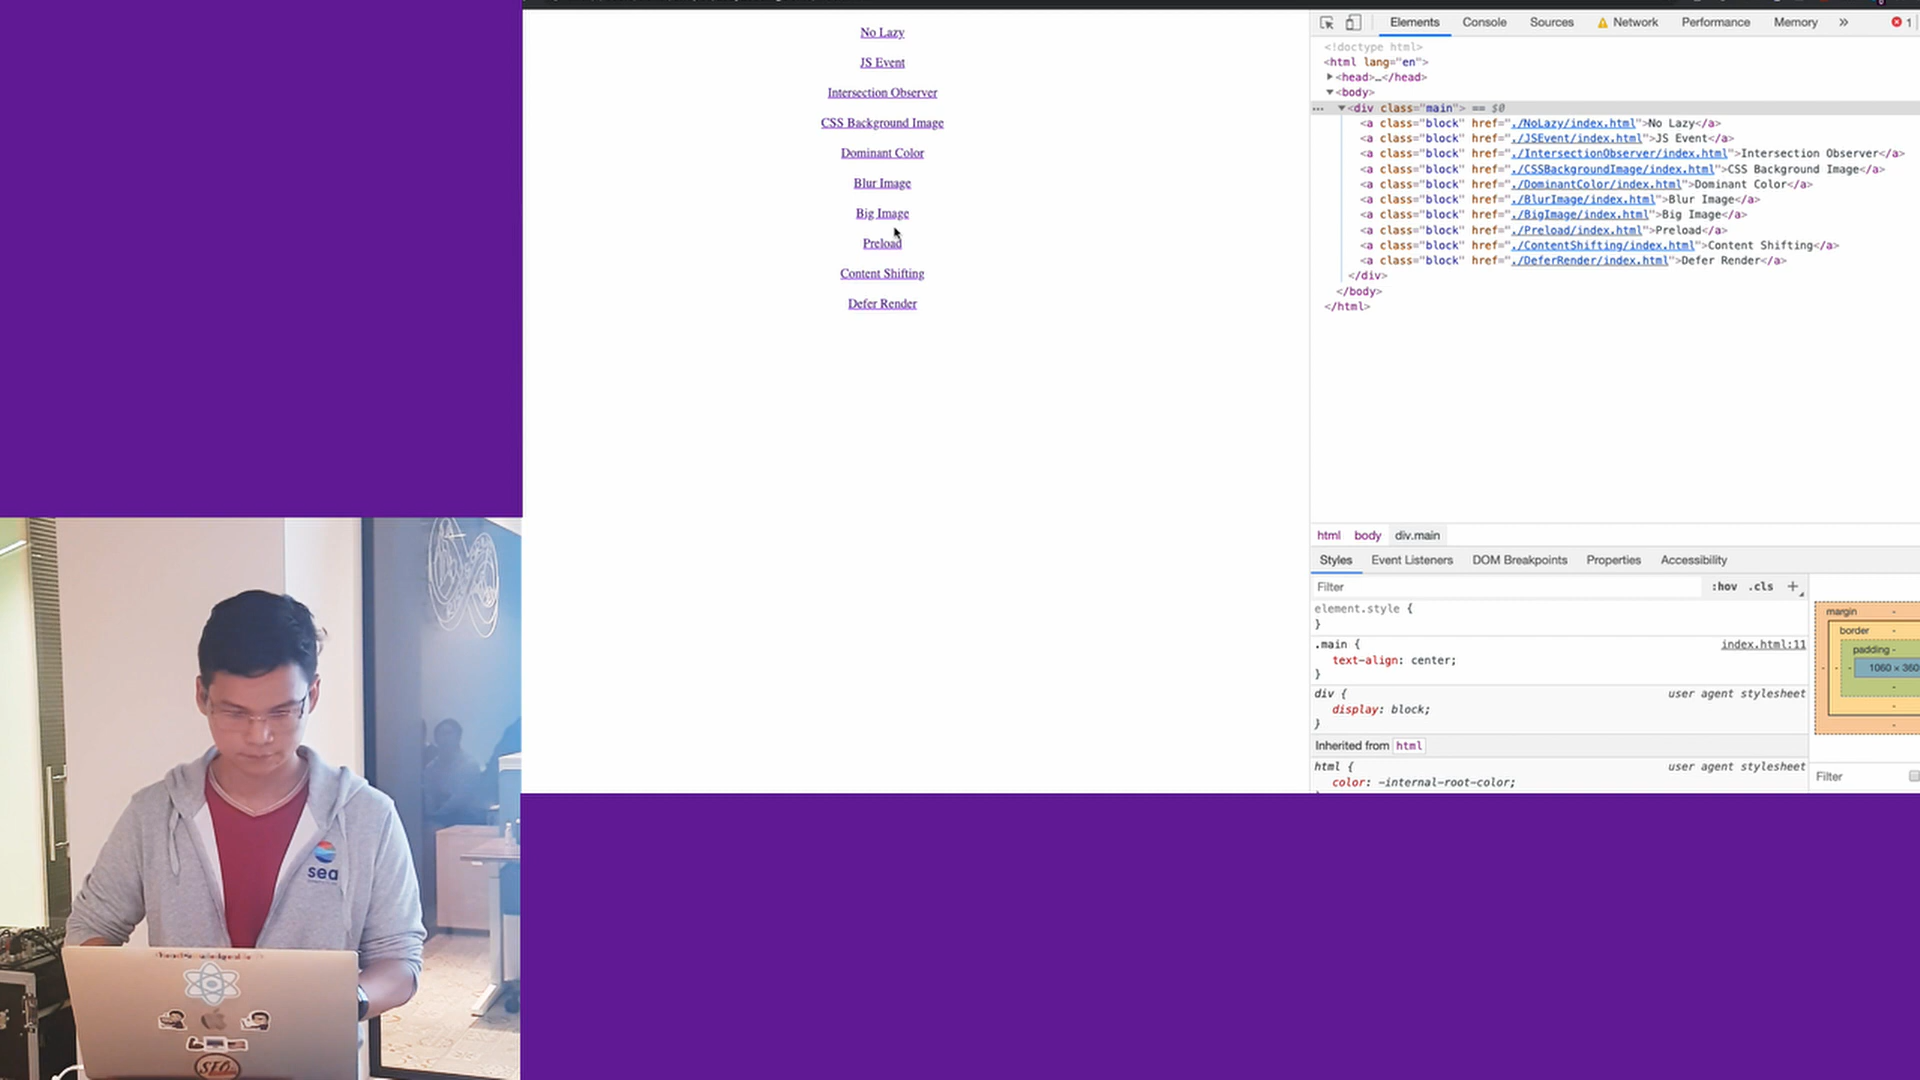 No Lazy
JS Event
Intersection Observer
CSS Background Image
Dominant Color
Blur Image
Big Image
Preload
Content Shifting
Defer Render
Elements Console Sources Network Performance Memory » 1
<!doctype html>
<html lang="en">
<head>…</head>
<body>
<div class="main"> == $0
<a class="block" href="./NoLazy/index.html">No Lazy</a>
<a class="block" href="./JSEvent/index.html">JS Event</a>
<a class="block" href="./IntersectionObserver/index.html">Intersection Observer</a>
<a class="block" href="./CSSBackgroundImage/index.html">CSS Background Image</a>
<a class="block" href="./DominantColor/index.html">Dominant Color</a>
<a class="block" href="./BlurImage/index.html">Blur Image</a>
<a class="block" href="./BigImage/index.html">Big Image</a>
<a class="block" href="./Preload/index.html">Preload</a>
<a class="block" href="./ContentShifting/index.html">Content Shifting</a>
<a class="block" href="./DeferRender/index.html">Defer Render</a>
</div>
</body>
</html>
html body div.main
Styles Event Listeners DOM Breakpoints Properties Accessibility
Filter :hov .cls +
element.style {
}
.main { index.html:11
text-align: center;
}
div { user agent stylesheet
display: block;
}
Inherited from html
html { user agent stylesheet
color: -internal-root-color;
margin -
border -
padding -
1060 × 360
Filter
sea
SEO